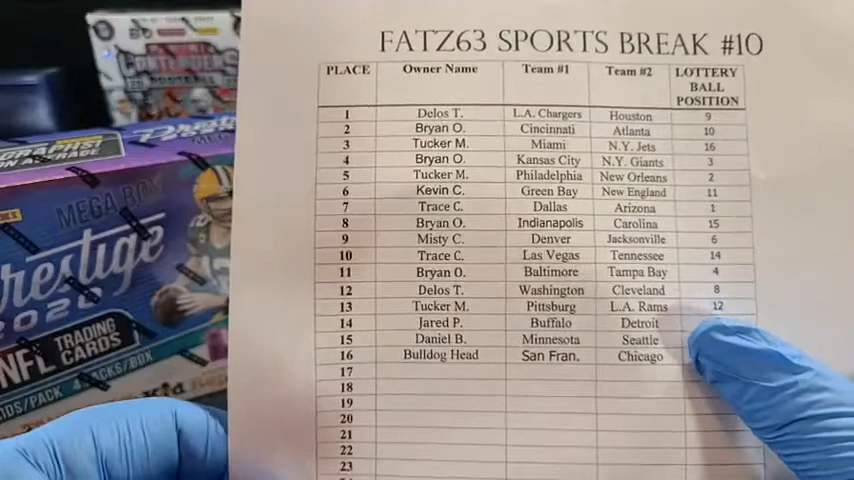 FATZ63 SPORTS BREAK #10
PLACE OWNER NAME TEAM #1 TEAM #2 LOTTERY BALL POSITION
1 DELOS T. L.A. CHARGERS HOUSTON 9
2 BRYAN O. CINCINNATI ATLANTA 10
3 TUCKER M. MIAMI N.Y. JETS 16
4 BRYAN O. KANSAS CITY N.Y. GIANTS 3
5 TUCKER M. PHILADELPHIA NEW ORLEANS 2
6 KEVIN C. GREEN BAY NEW ENGLAND 11
7 TRACE C. DALLAS ARIZONA 1
8 BRYAN O. INDIANAPOLIS CAROLINA 15
9 MISTY C. DENVER JACKSONVILLE 6
10 TRACE C. LAS VEGAS TENNESSEE 14
11 BRYAN O. BALTIMORE TAMPA BAY 4
12 DELOS T. WASHINGTON CLEVELAND 8
13 TUCKER M. PITTSBURG L.A. RAMS 12
14 JARED P. BUFFALO DETROIT
15 DANIEL B. MINNESOTA SEATTLE
16 BULLDOG HEAD SAN FRAN. CHICAGO
17
18
19
20
21
22
23
2020
CONTENDERS
FOOTBALL
MEGA BOX
Prestige
2020
NFL TRADING CARDS